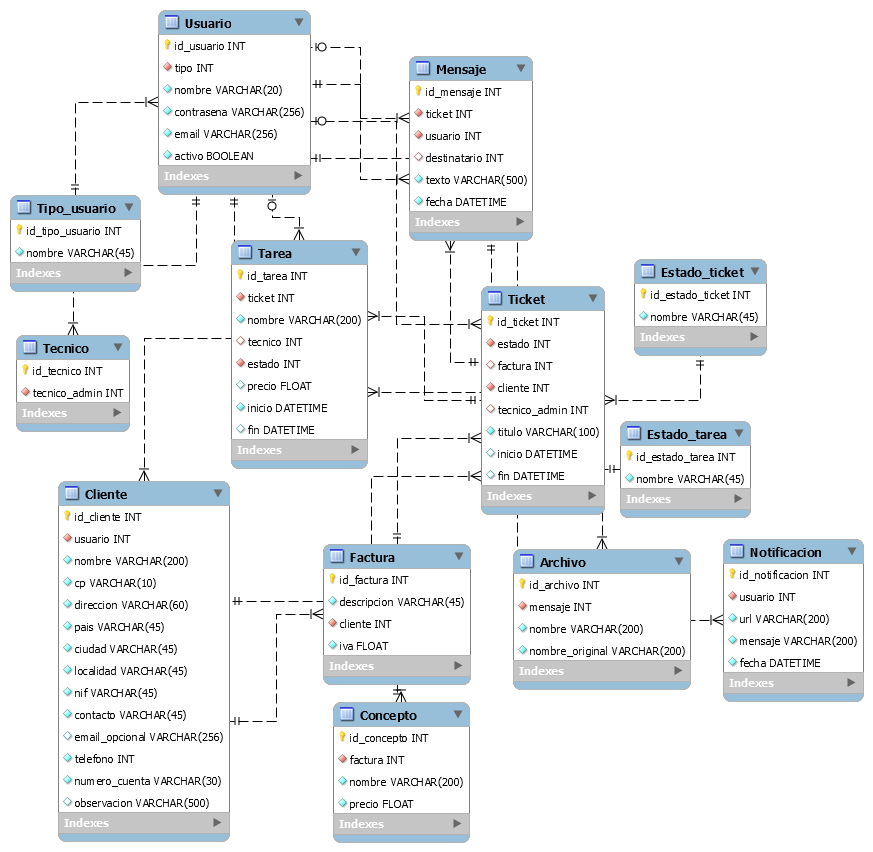 Usuario
id_usuario INT
tipo INT
nombre VARCHAR(20)
contrasena VARCHAR(256)
email VARCHAR(256)
activo BOOLEAN
Indexes
Mensaje
id_mensaje INT
ticket INT
usuario INT
destinatario INT
texto VARCHAR(500)
fecha DATETIME
Indexes
Tipo_usuario
id_tipo_usuario INT
nombre VARCHAR(45)
Indexes
Tarea
id_tarea INT
ticket INT
nombre VARCHAR(200)
tecnico INT
estado INT
precio FLOAT
inicio DATETIME
fin DATETIME
Indexes
Ticket
id_ticket INT
estado INT
factura INT
cliente INT
tecnico_admin INT
titulo VARCHAR(100)
inicio DATETIME
fin DATETIME
Indexes
Estado_ticket
id_estado_ticket INT
nombre VARCHAR(45)
Indexes
Tecnico
id_tecnico INT
tecnico_admin INT
Indexes
Estado_tarea
id_estado_tarea INT
nombre VARCHAR(45)
Indexes
Cliente
id_cliente INT
usuario INT
nombre VARCHAR(200)
cp VARCHAR(10)
direccion VARCHAR(60)
pais VARCHAR(45)
ciudad VARCHAR(45)
localidad VARCHAR(45)
nif VARCHAR(45)
contacto VARCHAR(45)
email_opcional VARCHAR(256)
telefono INT
numero_cuenta VARCHAR(30)
observacion VARCHAR(500)
Indexes
Factura
id_factura INT
descripcion VARCHAR(45)
cliente INT
iva FLOAT
Indexes
Archivo
id_archivo INT
mensaje INT
nombre VARCHAR(200)
nombre_original VARCHAR(200)
Indexes
Notificacion
id_notificacion INT
usuario INT
url VARCHAR(200)
mensaje VARCHAR(200)
fecha DATETIME
Indexes
Concepto
id_concepto INT
factura INT
nombre VARCHAR(200)
precio FLOAT
Indexes